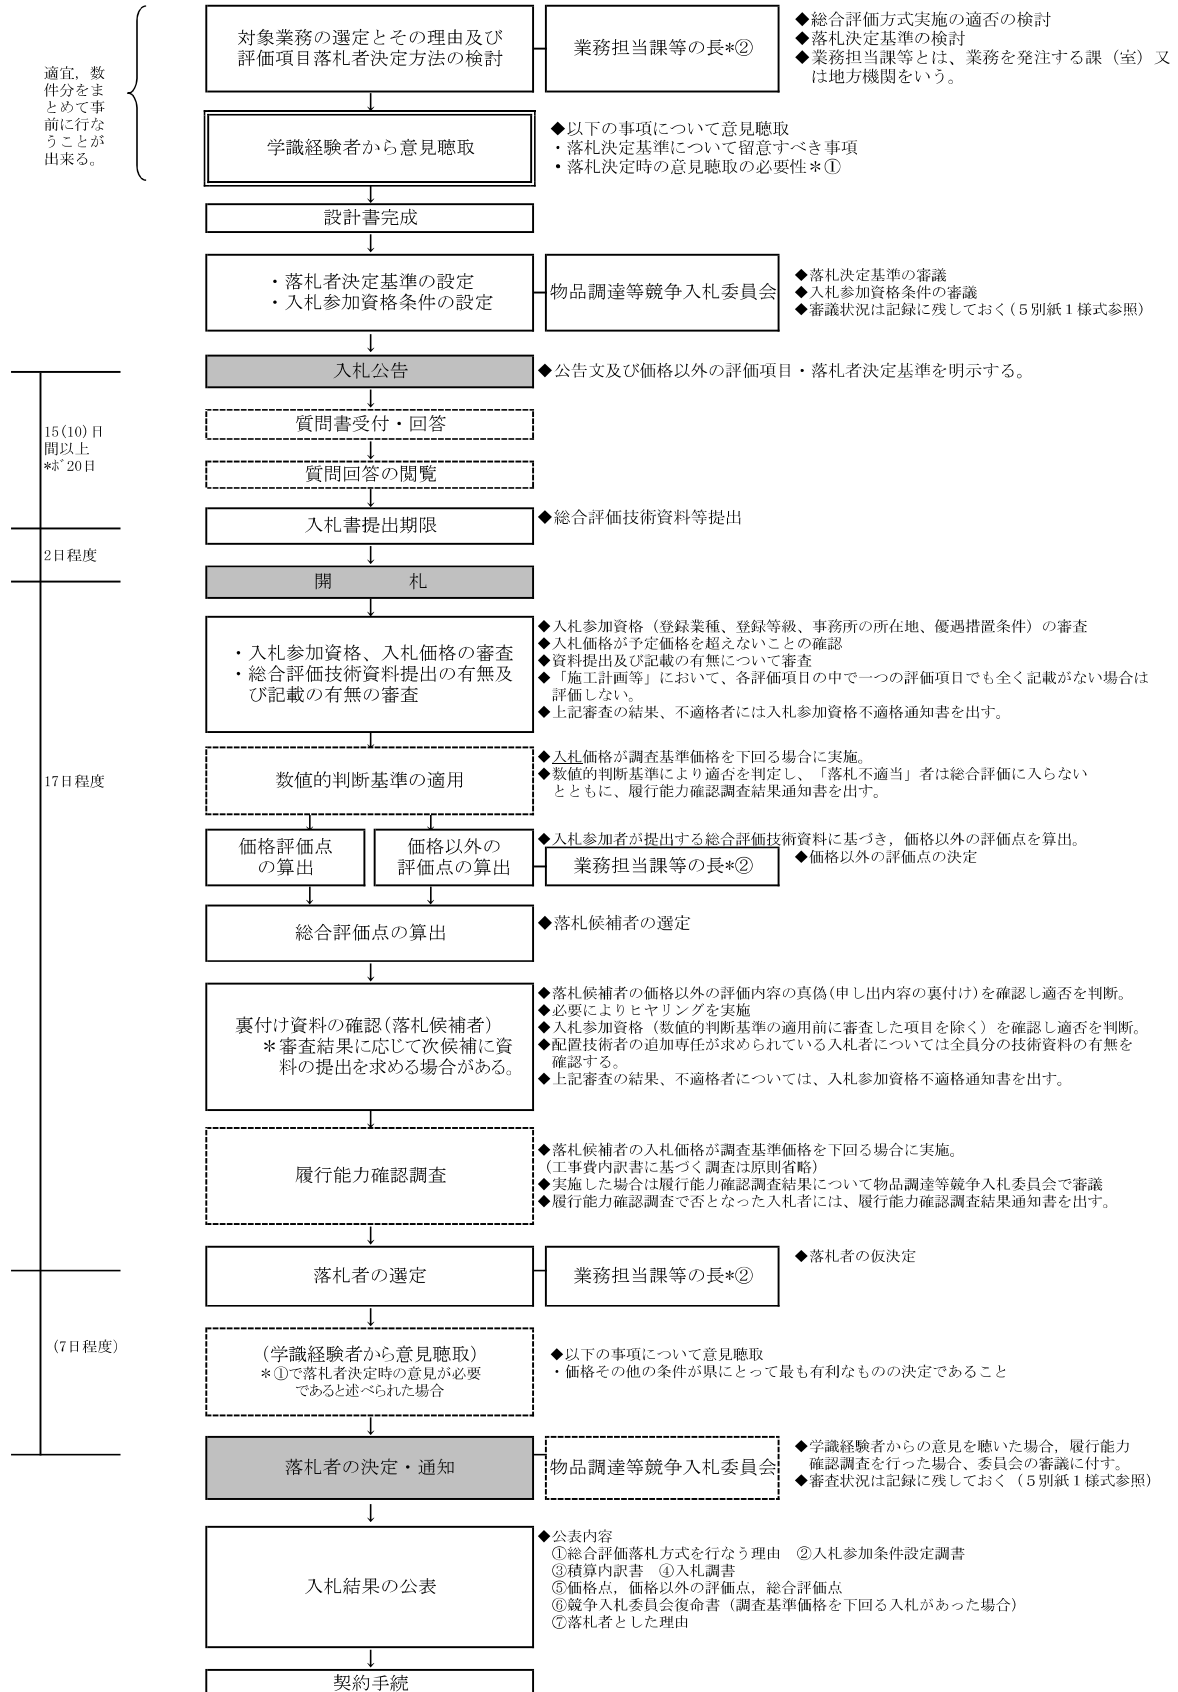 対象業務の選定とその理由及び
評価項目落札者決定方法の検討
業務担当課等の長*②
◆総合評価方式実施の適否の検討
◆落札決定基準の検討
◆業務担当課等とは、業務を発注する課（室）又
は地方機関をいう。
適宜，数
件分をま
とめて事
前に行な
うことが
出来る。
学識経験者から意見聴取
◆以下の事項について意見聴取
・落札決定基準について留意すべき事項
・落札決定時の意見聴取の必要性＊①
設計書完成
・落札者決定基準の設定
・入札参加資格条件の設定
物品調達等競争入札委員会
◆落札決定基準の審議
◆入札参加資格条件の審議
◆審議状況は記録に残しておく(５別紙１様式参照)
入札公告
◆公告文及び価格以外の評価項目・落札者決定基準を明示する。
質問書受付・回答
15(10)日
間以上
*ﾎﾞ20日
質問回答の閲覧
入札書提出期限
◆総合評価技術資料等提出
2日程度
開　　　　札
・入札参加資格、入札価格の審査
・総合評価技術資料提出の有無及
び記載の有無の審査
◆入札参加資格（登録業種、登録等級、事務所の所在地、優遇措置条件）の審査
◆入札価格が予定価格を超えないことの確認
◆資料提出及び記載の有無について審査
◆「施工計画等」において、各評価項目の中で一つの評価項目でも全く記載がない場合は
評価しない。
◆上記審査の結果、不適格者には入札参加資格不適格通知書を出す。
17日程度
数値的判断基準の適用
◆入札価格が調査基準価格を下回る場合に実施。
◆数値的判断基準により適否を判定し、「落札不適当」者は総合評価に入らない
とともに、履行能力確認調査結果通知書を出す。
価格評価点
の算出
価格以外の
評価点の算出
◆入札参加者が提出する総合評価技術資料に基づき，価格以外の評価点を算出。
業務担当課等の長*②
◆価格以外の評価点の決定
総合評価点の算出
◆落札候補者の選定
裏付け資料の確認(落札候補者)
＊審査結果に応じて次候補に資
料の提出を求める場合がある。
◆落札候補者の価格以外の評価内容の真偽(申し出内容の裏付け)を確認し適否を判断。
◆必要によりヒヤリングを実施
◆入札参加資格（数値的判断基準の適用前に審査した項目を除く）を確認し適否を判断。
◆配置技術者の追加専任が求められている入札者については全員分の技術資料の有無を
確認する。
◆上記審査の結果、不適格者については、入札参加資格不適格通知書を出す。
履行能力確認調査
◆落札候補者の入札価格が調査基準価格を下回る場合に実施。
(工事費内訳書に基づく調査は原則省略)
◆実施した場合は履行能力確認調査結果について物品調達等競争入札委員会で審議
◆履行能力確認調査で否となった入札者には、履行能力確認調査結果通知書を出す。
落札者の選定
業務担当課等の長*②
◆落札者の仮決定
(7日程度)
(学識経験者から意見聴取)
＊①で落札者決定時の意見が必要
であると述べられた場合
◆以下の事項について意見聴取
・価格その他の条件が県にとって最も有利なものの決定であること
落札者の決定・通知
物品調達等競争入札委員会
◆学識経験者からの意見を聴いた場合，履行能力
確認調査を行った場合、委員会の審議に付す。
◆審査状況は記録に残しておく（５別紙１様式参照）
入札結果の公表
◆公表内容
①総合評価落札方式を行なう理由　②入札参加条件設定調書
③積算内訳書　④入札調書
⑤価格点，価格以外の評価点，総合評価点
⑥競争入札委員会復命書（調査基準価格を下回る入札があった場合）
⑦落札者とした理由
契約手続